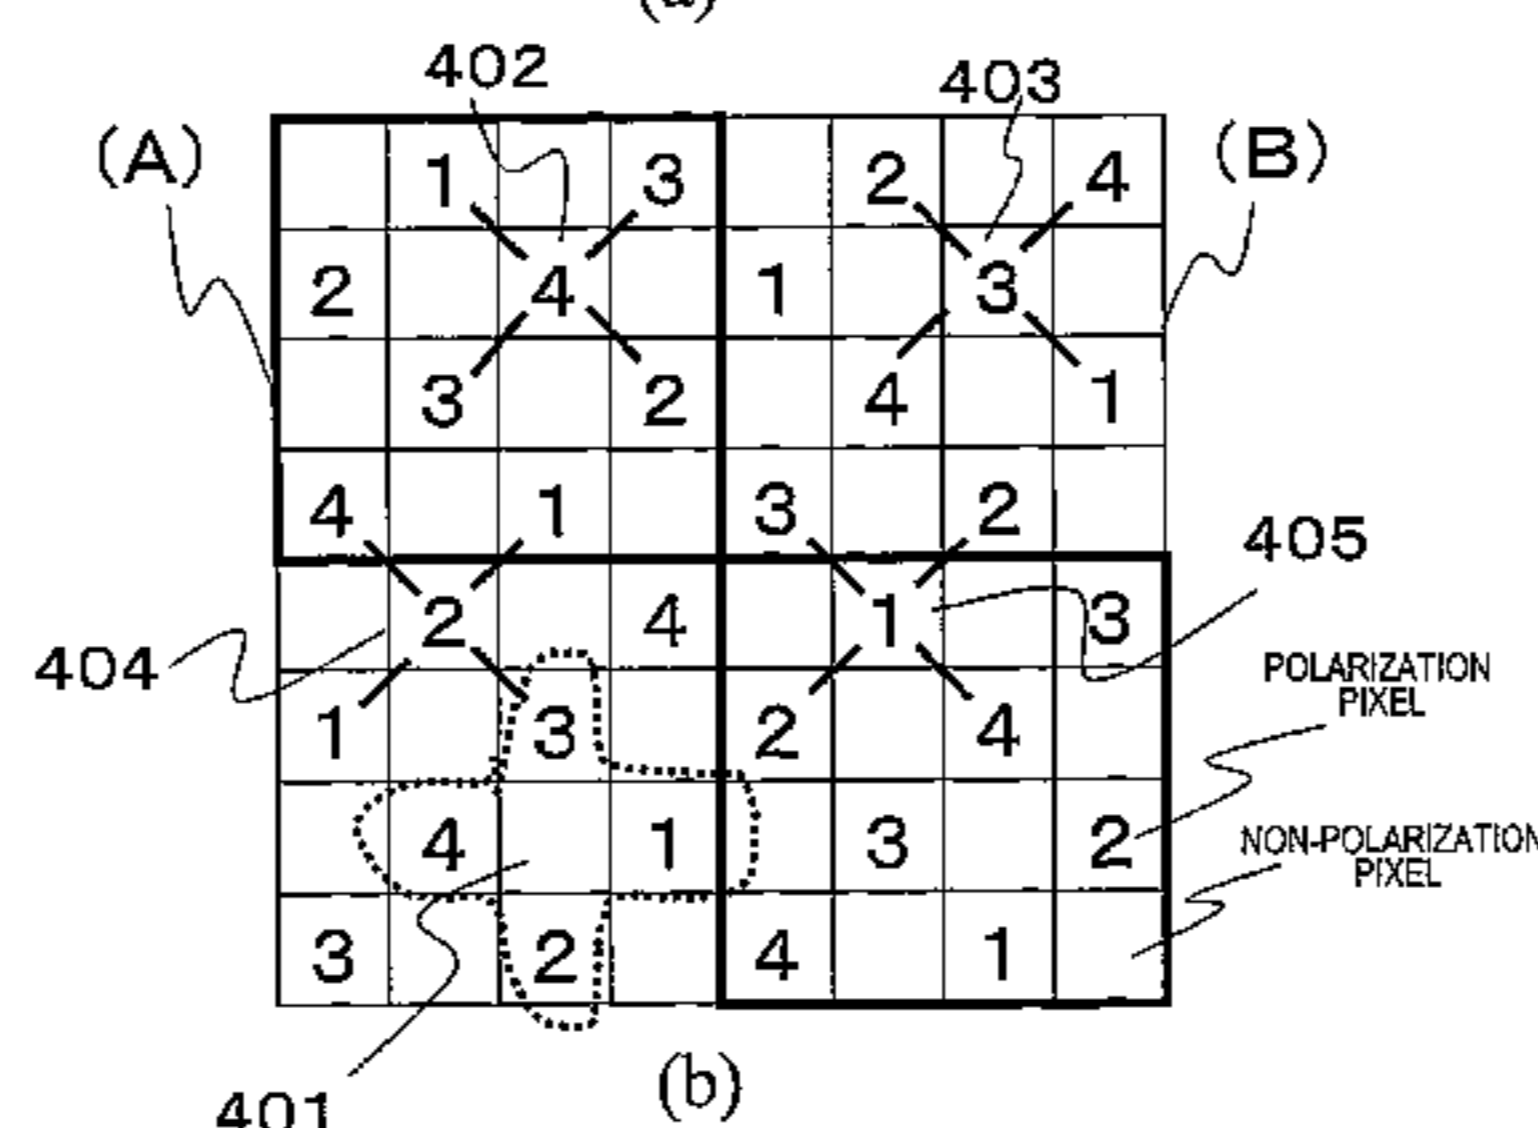 (a)
402
403
(A)
(B)
1 3 2 4
2 4 1 3
3 2 4 1
4 1 3 2
405
2 4 1 3
404
POLARIZATION
PIXEL
1 3 2 4
4 1 3 2
NON-POLARIZATION
PIXEL
3 2 4 1
401
(b)